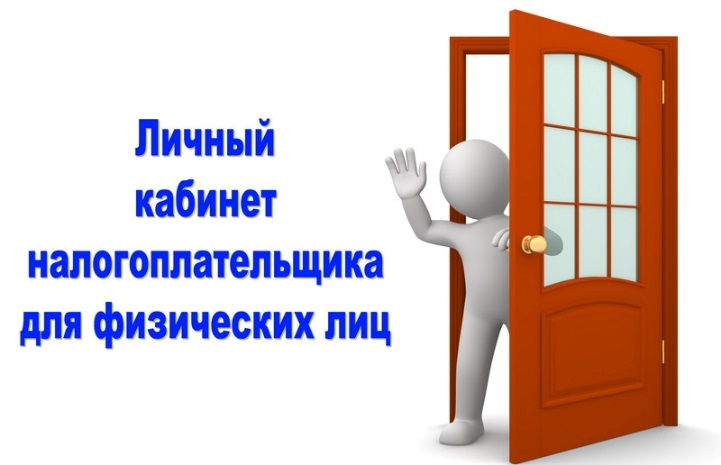 Личный
кабинет
налогоплательщика
для физических лиц